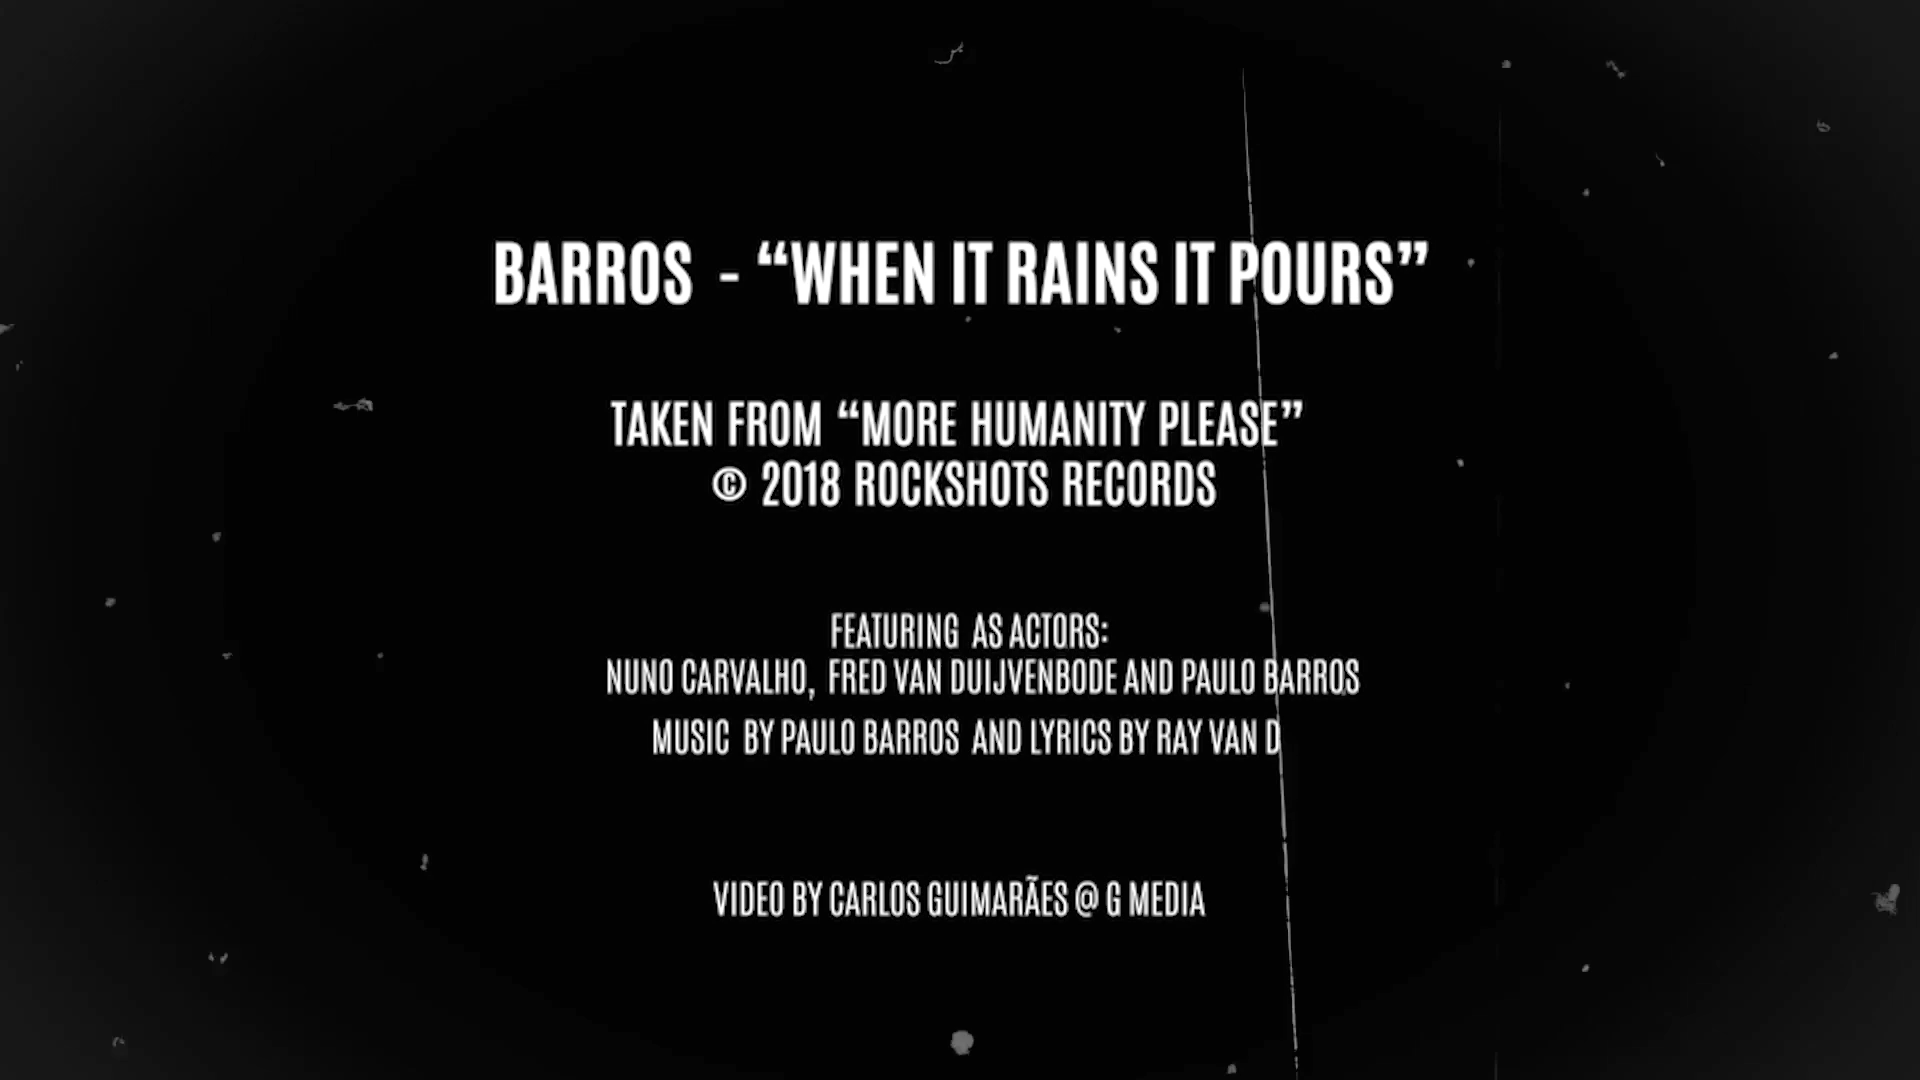 BARROS - “WHEN IT RAINS IT POURS”
TAKEN FROM “MORE HUMANITY PLEASE”
© 2018 ROCKSHOTS RECORDS
FEATURING AS ACTORS:
NUNO CARVALHO, FRED VAN DUIJVENBODE AND PAULO BARROS
MUSIC BY PAULO BARROS AND LYRICS BY RAY VAN D
VIDEO BY CARLOS GUIMARÃES @ G MEDIA